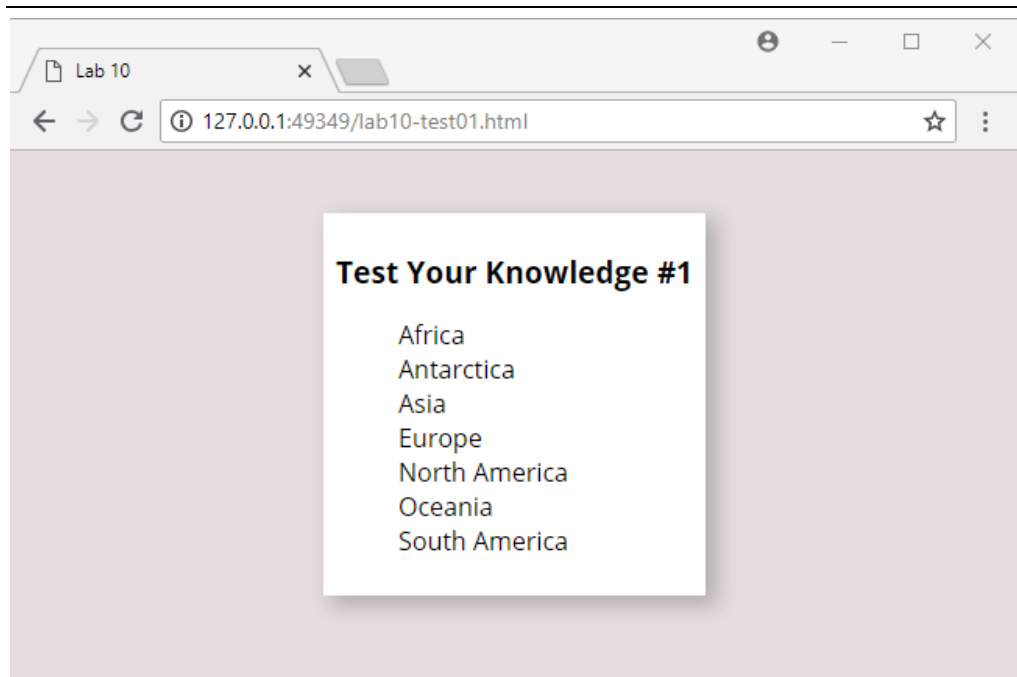 Lab 10
127.0.0.1:49349/lab10-test01.html
Test Your Knowledge #1
Africa
Antarctica
Asia
Europe
North America
Oceania
South America